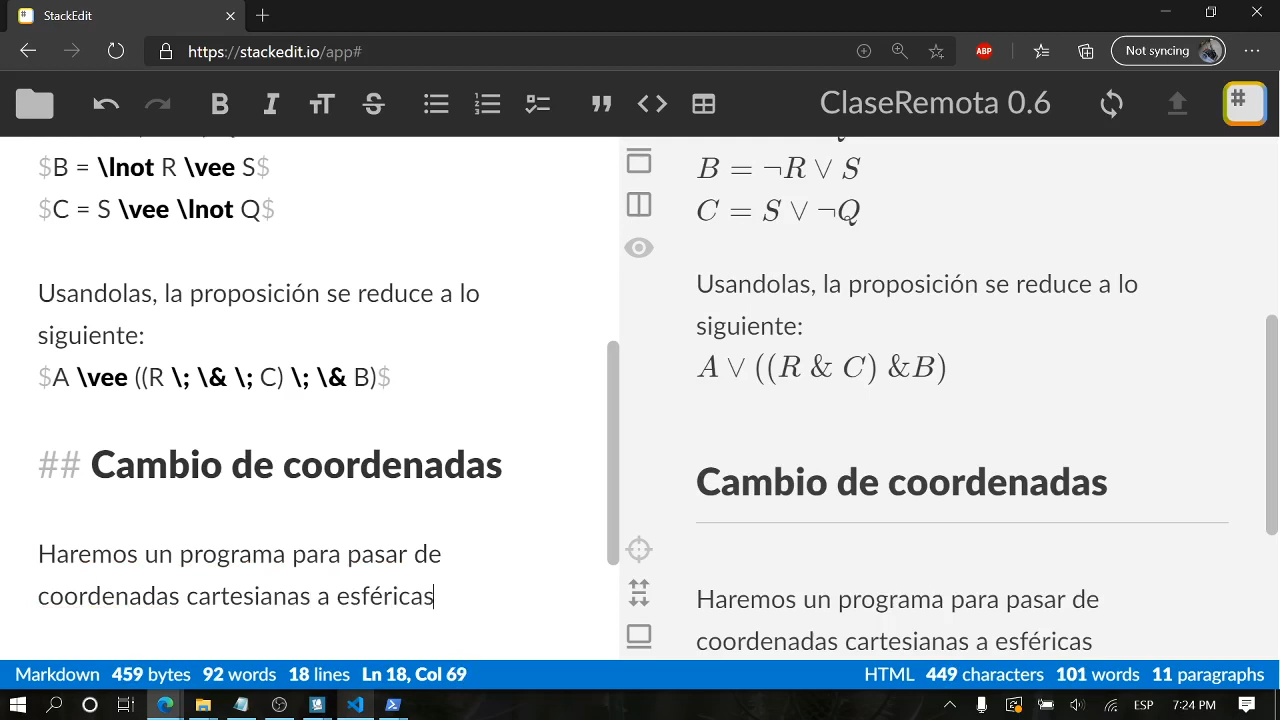 StackEdit
https://stackedit.io/app#
ABP
Not syncing
B I
ClaseRemota 0.6
#
$B = \lnot R \vee S$
$C = S \vee \lnot Q$
Usandolas, la proposición se reduce a lo
siguiente:
$A \vee ((R \; \& \; C) \; \& B)$
## Cambio de coordenadas
Haremos un programa para pasar de
coordenadas cartesianas a esféricas
B = ¬R ∨ S
C = S ∨ ¬Q
Usandolas, la proposición se reduce a lo
siguiente:
A ∨ ((R & C) &B)
Cambio de coordenadas
Haremos un programa para pasar de
coordenadas cartesianas a esféricas
Markdown 459 bytes 92 words 18 lines Ln 18, Col 69
HTML 449 characters 101 words 11 paragraphs
ESP 7:24 PM